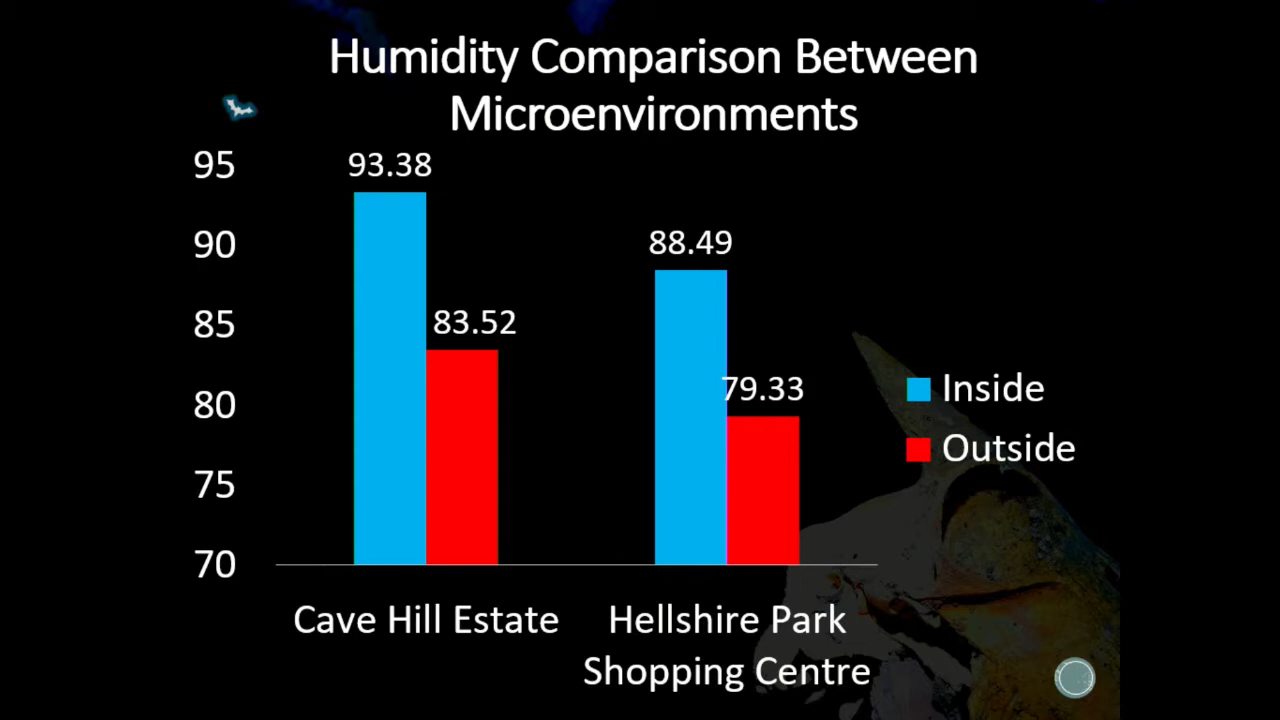 Humidity Comparison Between
Microenvironments
95
90
85
80
75
70
93.38
83.52
88.49
79.33
Inside
Outside
Cave Hill Estate
Hellshire Park
Shopping Centre